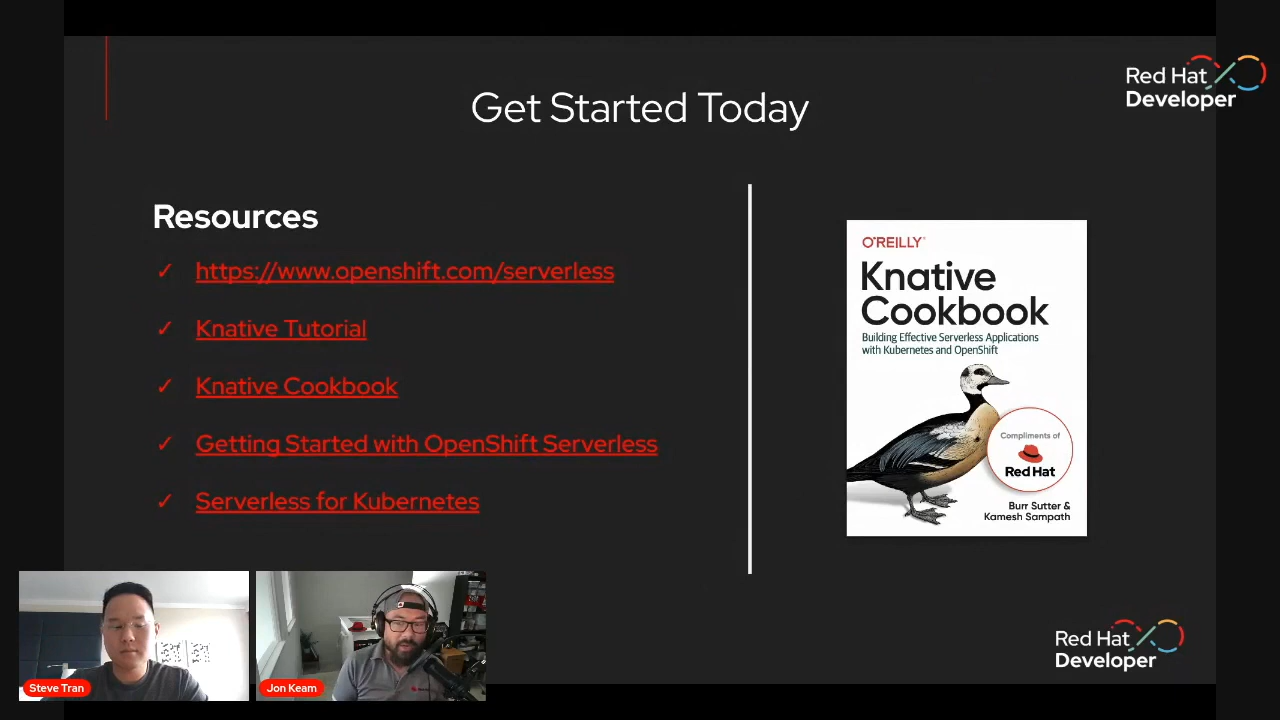 Red Hat
Developer
Get Started Today
Resources
✓ https://www.openshift.com/serverless
✓ Knative Tutorial
✓ Knative Cookbook
✓ Getting Started with OpenShift Serverless
✓ Serverless for Kubernetes
O'REILLY
Knative
Cookbook
Building Effective Serverless Applications
with Kubernetes and OpenShift
Compliments of
Red Hat
Burr Sutter &
Kamesh Sampath
Steve Tran
Jon Keam
Red Hat
Developer